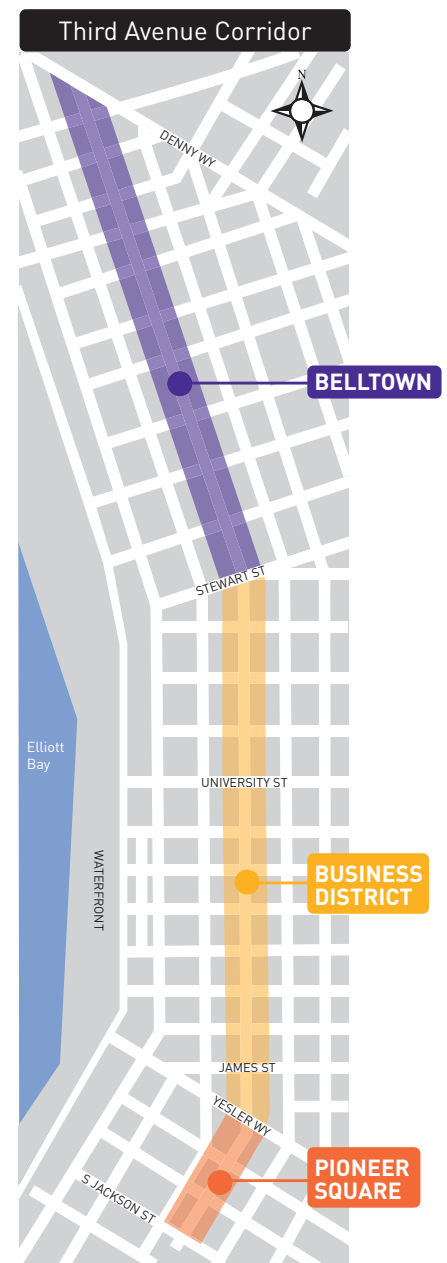 Third Avenue Corridor
N
DENNY WY
BELLTOWN
STEWART ST
Elliott
Bay
UNIVERSITY ST
WATERFRONT
BUSINESS
DISTRICT
JAMES ST
YESLER WY
PIONEER
SQUARE
S JACKSON ST